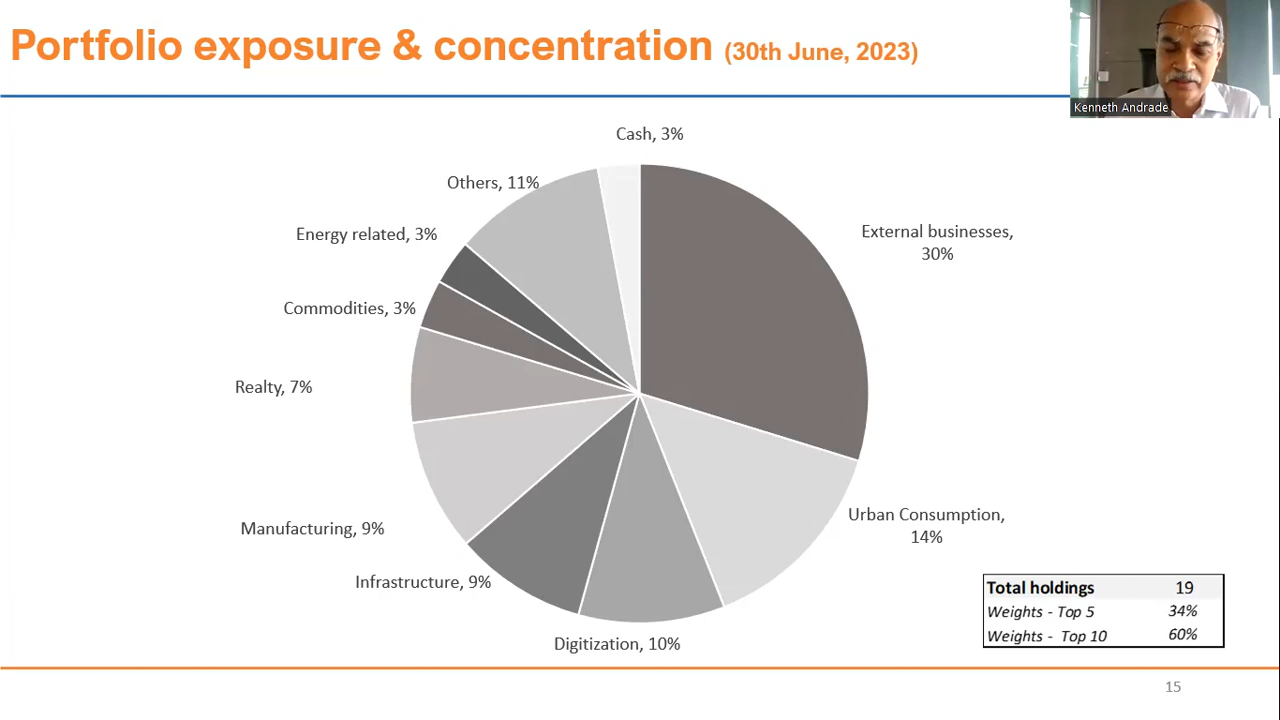 Portfolio exposure & concentration (30th June, 2023)
Kenneth Andrade
Cash, 3%
Others, 11%
Energy related, 3%
External businesses,
30%
Commodities, 3%
Realty, 7%
Urban Consumption,
14%
Manufacturing, 9%
Infrastructure, 9%
Digitization, 10%
Total holdings 19
Weights - Top 5 34%
Weights - Top 10 60%
15